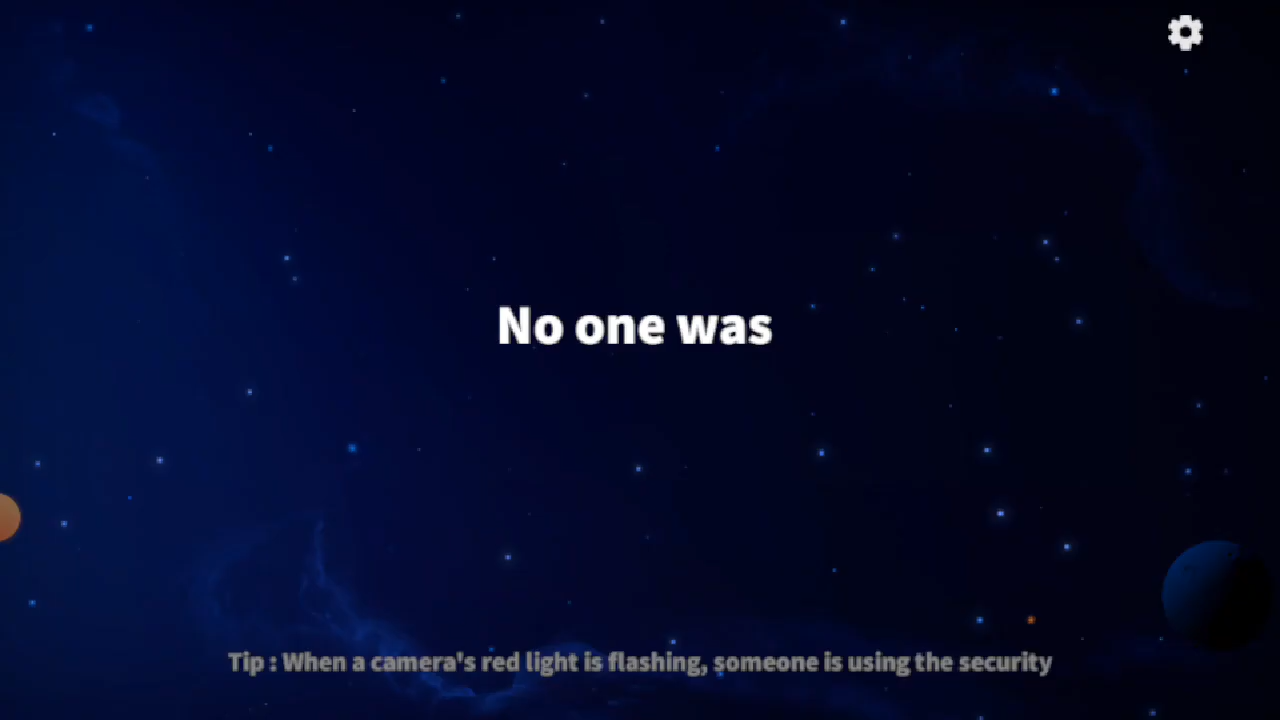 No one was
Tip : When a camera's red light is flashing, someone is using the security